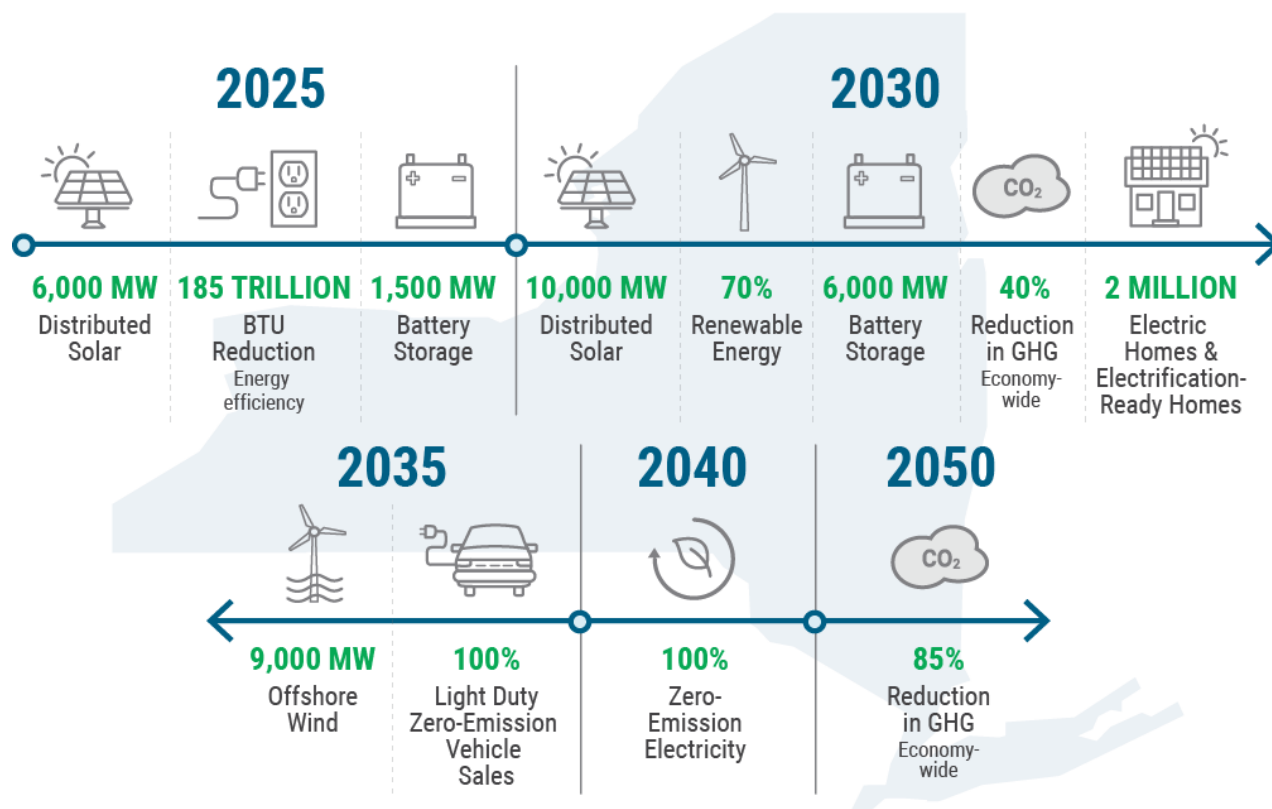 2025
6,000 MW
Distributed
Solar
185 TRILLION
BTU
Reduction
Energy
efficiency
+ −
1,500 MW
Battery
Storage
2030
10,000 MW
Distributed
Solar
70%
Renewable
Energy
+ −
6,000 MW
Battery
Storage
CO₂
40%
Reduction
in GHG
Economy-
wide
2 MILLION
Electric
Homes &
Electrification-
Ready Homes
2035
9,000 MW
Offshore
Wind
100%
Light Duty
Zero-Emission
Vehicle
Sales
2040
100%
Zero-
Emission
Electricity
2050
CO₂
85%
Reduction
in GHG
Economy-
wide